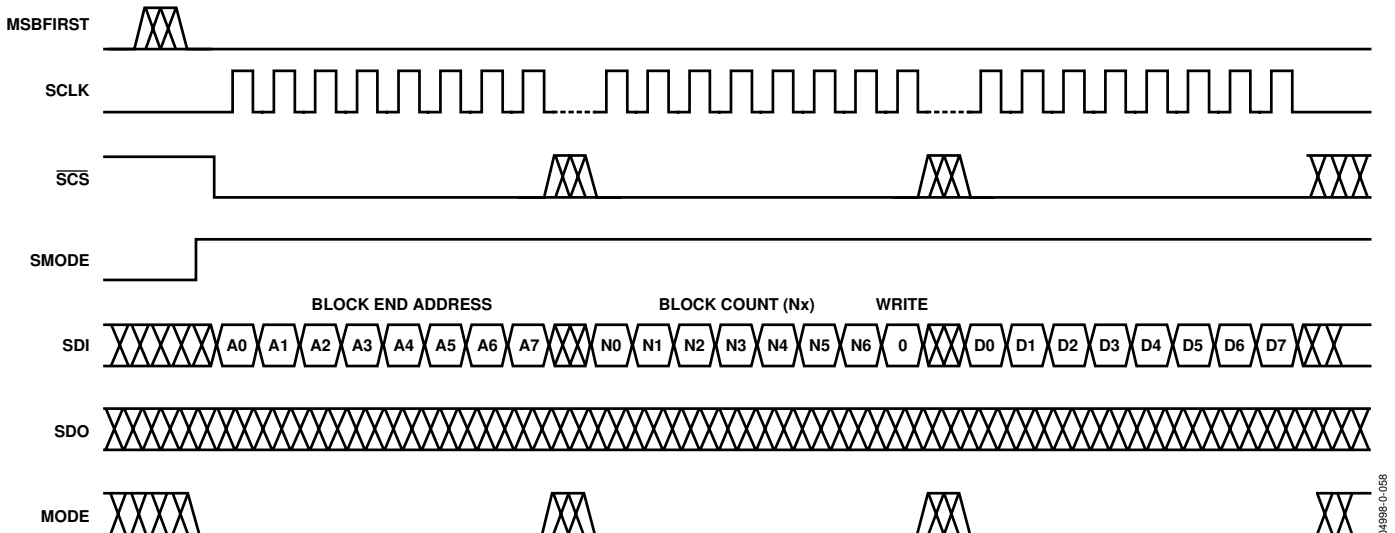 MSBFIRST
SCLK
SCS
SMODE
BLOCK END ADDRESS BLOCK COUNT (Nx) WRITE
SDI A0 A1 A2 A3 A4 A5 A6 A7 N0 N1 N2 N3 N4 N5 N6 0 D0 D1 D2 D3 D4 D5 D6 D7
SDO
MODE
04998-0-058